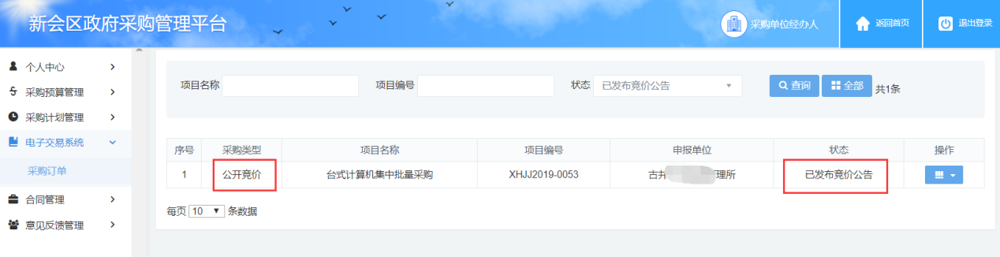 新会区政府采购管理平台
采购单位经办人
返回首页
退出登录
个人中心
采购预算管理
采购计划管理
电子交易系统
采购订单
合同管理
意见反馈管理
项目名称 项目编号 状态 已发布竞价公告 查询 全部 共1条
序号 采购类型 项目名称 项目编号 申报单位 状态 操作
1 公开竞价 台式计算机集中批量采购 XHJJ2019-0053 古井 理所 已发布竞价公告
每页 10 条数据